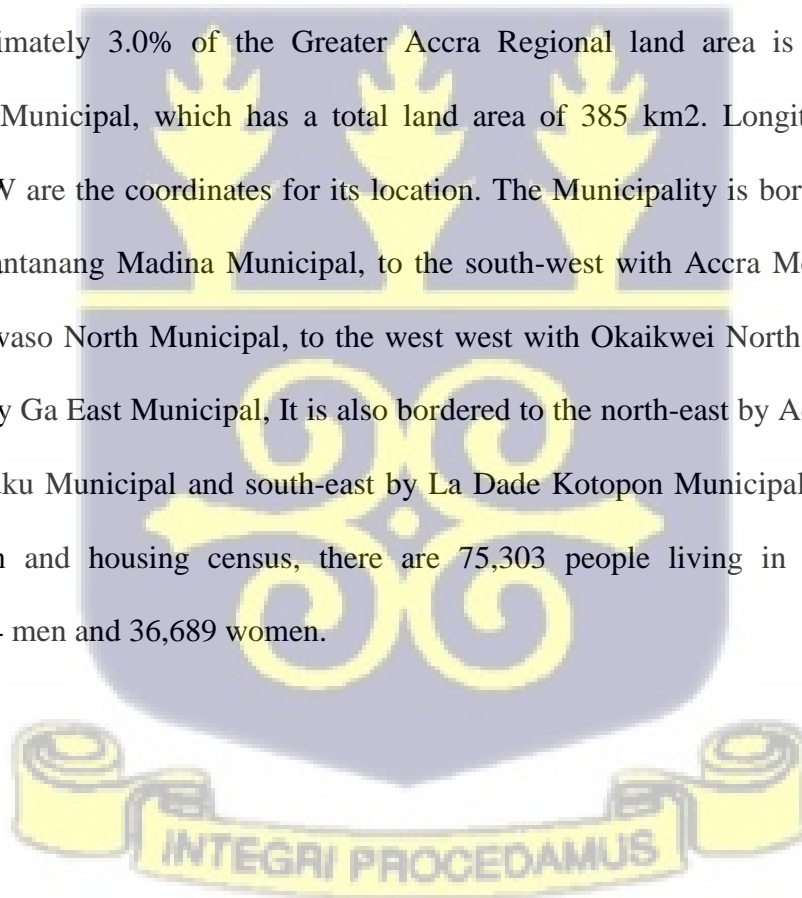 imately 3.0% of the Greater Accra Regional land area is
Municipal, which has a total land area of 385 km2. Longit
W are the coordinates for its location. The Municipality is bor
antanang Madina Municipal, to the south-west with Accra M
waso North Municipal, to the west west with Okaikwei North
y Ga East Municipal, It is also bordered to the north-east by A
ku Municipal and south-east by La Dade Kotopon Municipal
n and housing census, there are 75,303 people living in
men and 36,689 women.
INTEGRI PROCEDAMUS